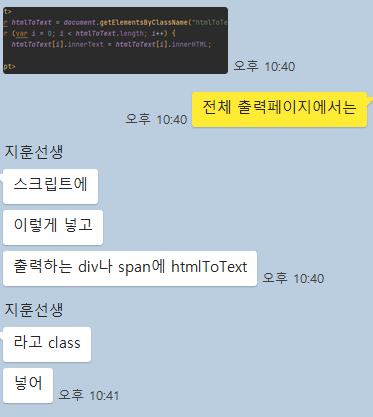 t>
r htmlToText = document.getElementsByClassName("htmlToTe
r (var i = 0; i < htmlToText.length; i++) {
htmlToText[i].innerText = htmlToText[i].innerHTML;
pt>
오후 10:40
전체 출력페이지에서는
오후 10:40
지훈선생
스크립트에
이렇게 넣고
출력하는 div나 span에 htmlToText
오후 10:40
지훈선생
라고 class
넣어
오후 10:41